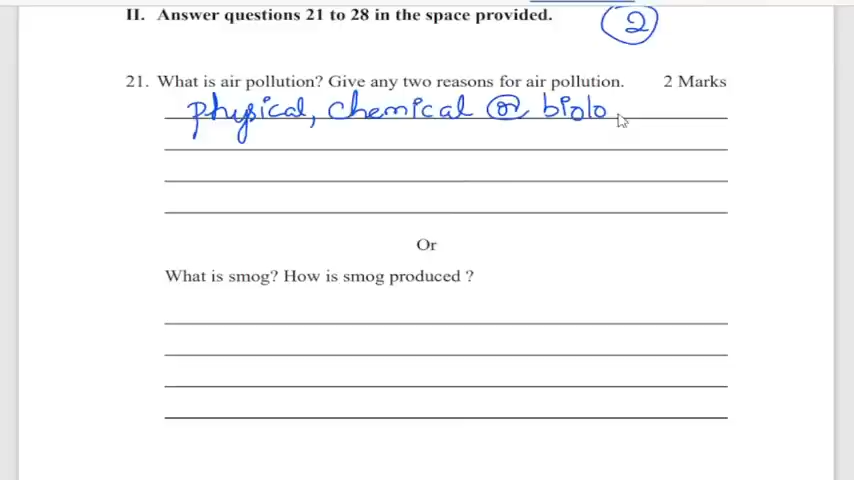 II. Answer questions 21 to 28 in the space provided.
2
21. What is air pollution? Give any two reasons for air pollution. 2 Marks
physical, chemical or biolo
Or
What is smog? How is smog produced ?